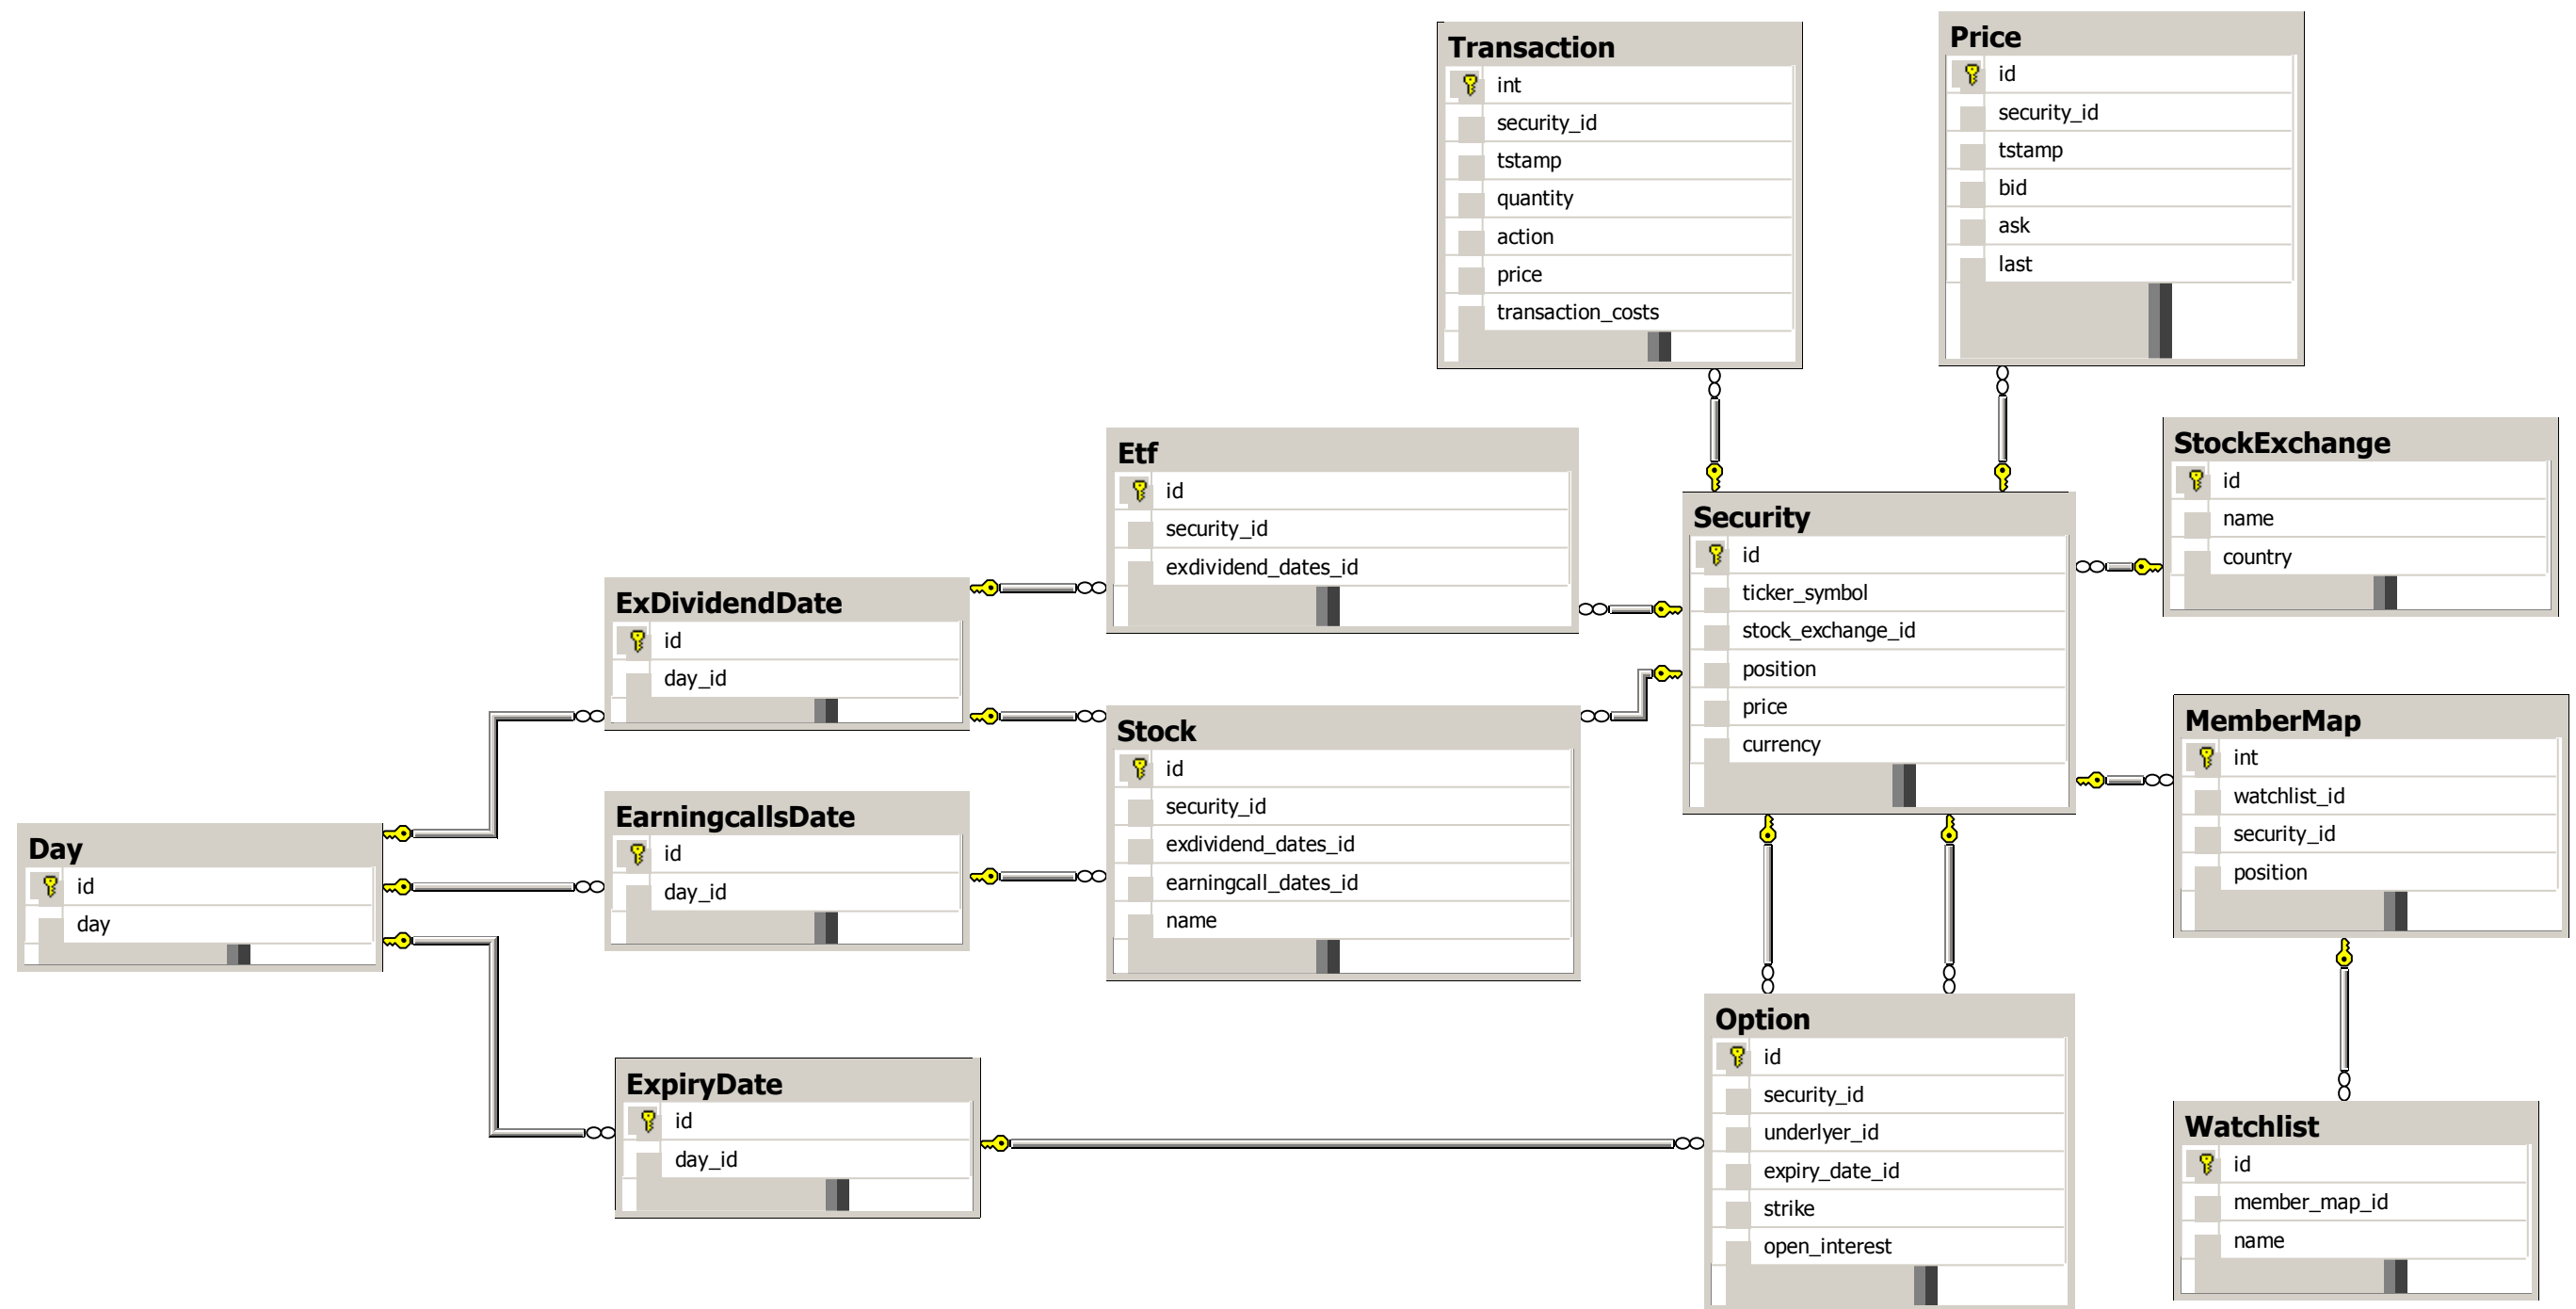 Transaction
int
security_id
tstamp
quantity
action
price
transaction_costs
Price
id
security_id
tstamp
bid
ask
last
Etf
id
security_id
exdividend_dates_id
Security
id
ticker_symbol
stock_exchange_id
position
price
currency
StockExchange
id
name
country
ExDividendDate
id
day_id
Stock
id
security_id
exdividend_dates_id
earningcall_dates_id
name
MemberMap
int
watchlist_id
security_id
position
EarningcallsDate
id
day_id
Day
id
day
ExpiryDate
id
day_id
Option
id
security_id
underlyer_id
expiry_date_id
strike
open_interest
Watchlist
id
member_map_id
name